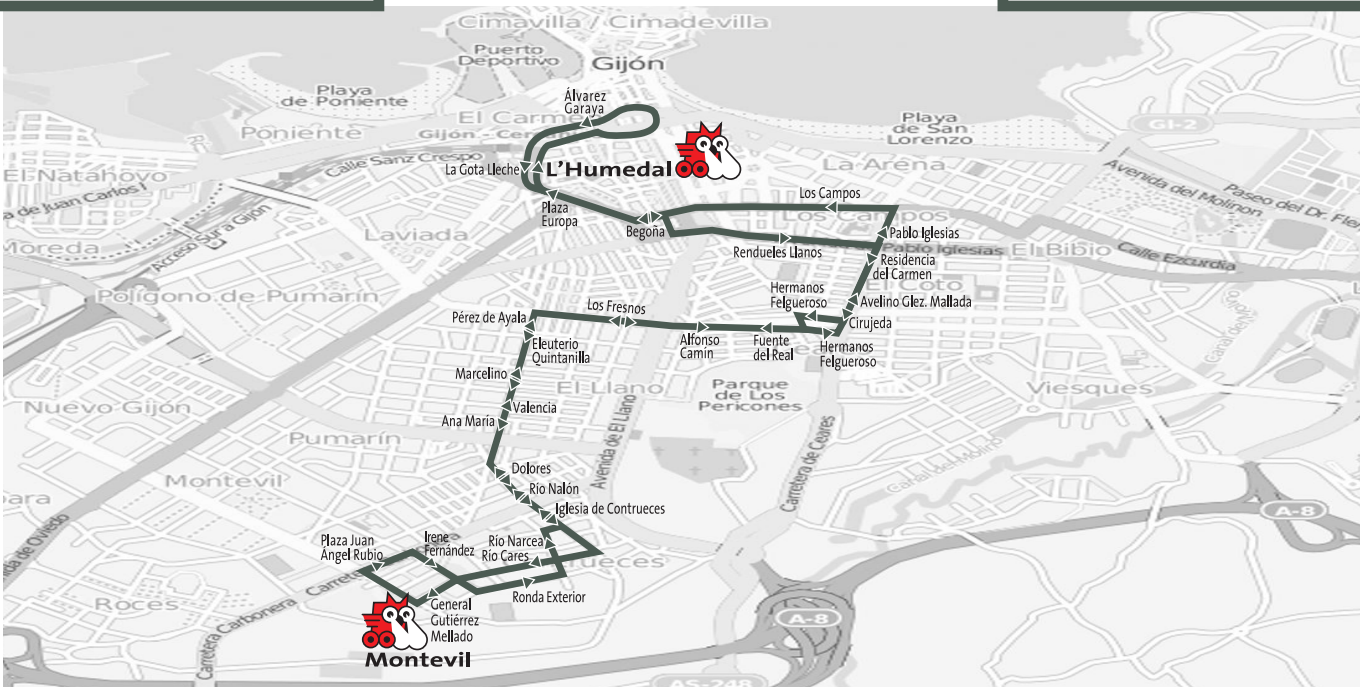 Cimavilla / Cimadevilla
Puerto
Deportivo
Gijón
Playa
de Poniente
Álvarez
Garaya
El Carmen
Playa
de San
Lorenzo
GI-2
Poniente
Calle Sanz Crespo
La Gota Lleche
L'Humedal
La Arena
Avenida del Molinon
Paseo del Dr. Fle
El Natahoyo
a de Juan Carlos I
Acceso Sur a Gijón
Moreda
Laviada
Plaza
Europa
Begoña
Los Campos
Los Campos
Pablo Iglesias
Pablo Iglesias
Rendueles Llanos
Residencia
del Carmen
El Bibio
Calle Ezcurdia
El Coto
Polígono de Pumarín
Hermanos
Felgueroso
Avelino Glez. Mallada
Cirujeda
Los Fresnos
Pérez de Ayala
Eleuterio
Quintanilla
Alfonso
Camín
Fuente
del Real
Hermanos
Felgueroso
Marcelino
El Llano
Parque
de Los
Pericones
Viesques
Nuevo Gijón
Valencia
Ana María
Avenida de El Llano
Carretera de Ceares
Canal del Molino
Pumarín
Montevil
Dolores
Río Nalón
Iglesia de Contrueces
A-8
Plaza Juan
Ángel Rubio
Irene
Fernández
Río Narcea
Río Cares
Roces
Carretera Carbonera
General
Gutiérrez
Mellado
Ronda Exterior
A-8
Montevil
AS-248